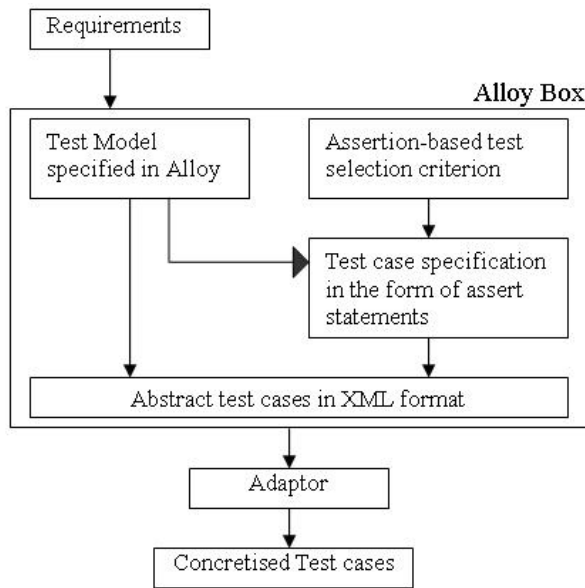 Requirements
Alloy Box
Test Model
specified in Alloy
Assertion-based test
selection criterion
Test case specification
in the form of assert
statements
Abstract test cases in XML format
Adaptor
Concretised Test cases